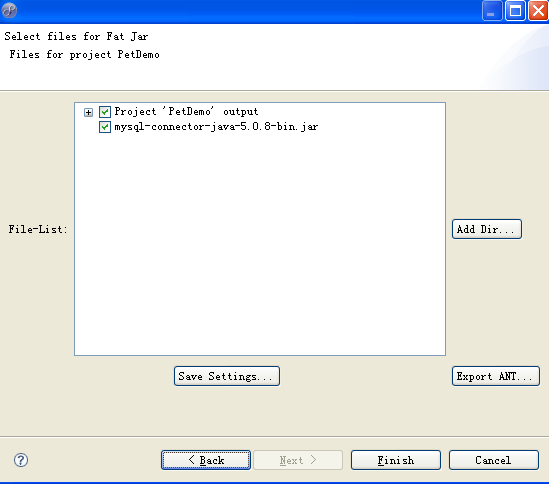 Select files for Fat Jar
Files for project PetDemo
Project 'PetDemo' output
mysql-connector-java-5.0.8-bin.jar
File-List:
Add Dir...
Save Settings...
Export ANT...
?
< Back
Next >
Finish
Cancel